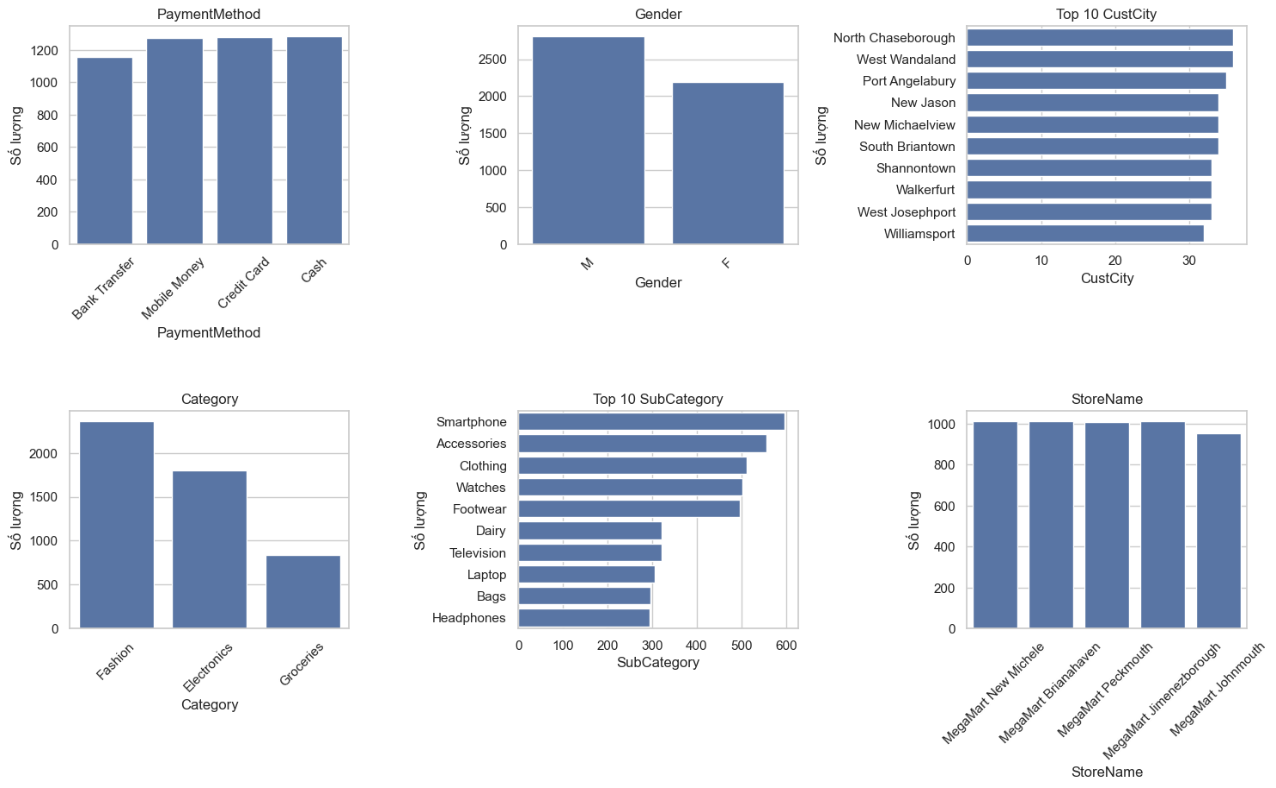 PaymentMethod
Số lượng
1200
1000
800
600
400
200
0
Bank Transfer
Mobile Money
Credit Card
Cash
PaymentMethod
Gender
Số lượng
2500
2000
1500
1000
500
0
M
F
Gender
Top 10 CustCity
Số lượng
North Chaseborough
West Wandaland
Port Angelabury
New Jason
New Michaelview
South Briantown
Shannontown
Walkerfurt
West Josephport
Williamsport
0 10 20 30
CustCity
Category
Số lượng
2000
1500
1000
500
0
Fashion
Electronics
Groceries
Category
Top 10 SubCategory
Số lượng
Smartphone
Accessories
Clothing
Watches
Footwear
Dairy
Television
Laptop
Bags
Headphones
0 100 200 300 400 500 600
SubCategory
StoreName
Số lượng
1000
800
600
400
200
0
MegaMart New Michele
MegaMart Brianahaven
MegaMart Peckmouth
MegaMart Jimenezborough
MegaMart Johnmouth
StoreName